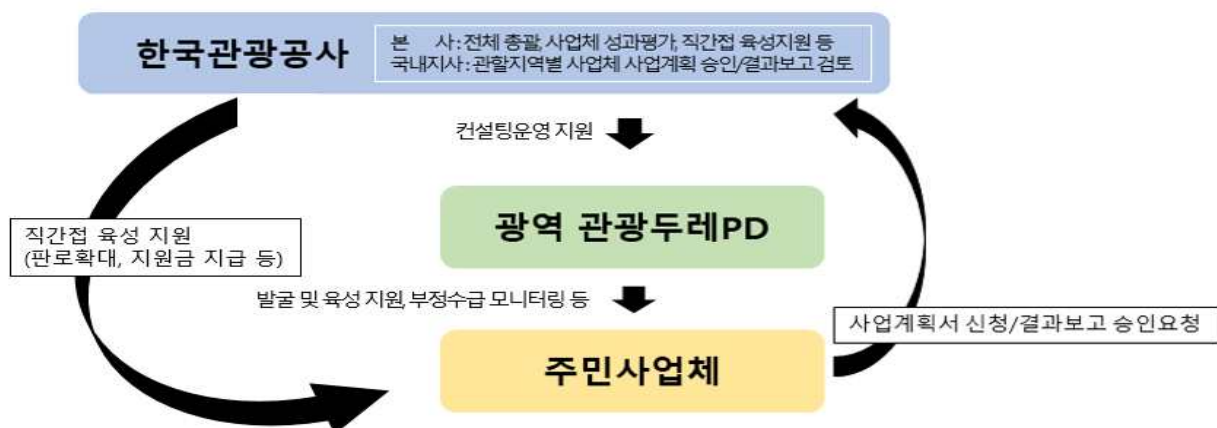 한국관광공사
본 사 : 전체 총괄, 사업체 성과평가, 직간접 육성지원 등
국내지사 : 관할지역별 사업체 사업계획 승인/결과보고 검토
컨설팅운영 지원
광역 관광두레PD
직간접 육성 지원
(판로확대, 지원금 지급 등)
발굴 및 육성 지원, 부정수급 모니터링 등
사업계획서 신청/결과보고 승인요청
주민사업체